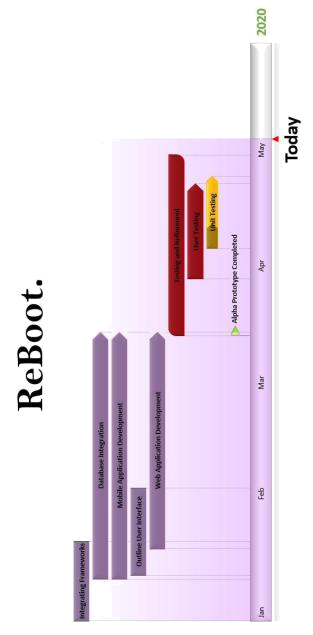 ReBoot.
Integrating Frameworks
Database Integration
Mobile Application Development
Outline User Interface
Web Application Development
Testing and Refinement
User Testing
Unit Testing
Alpha Prototype Completed
Jan
Feb
Mar
Apr
May
2020
Today